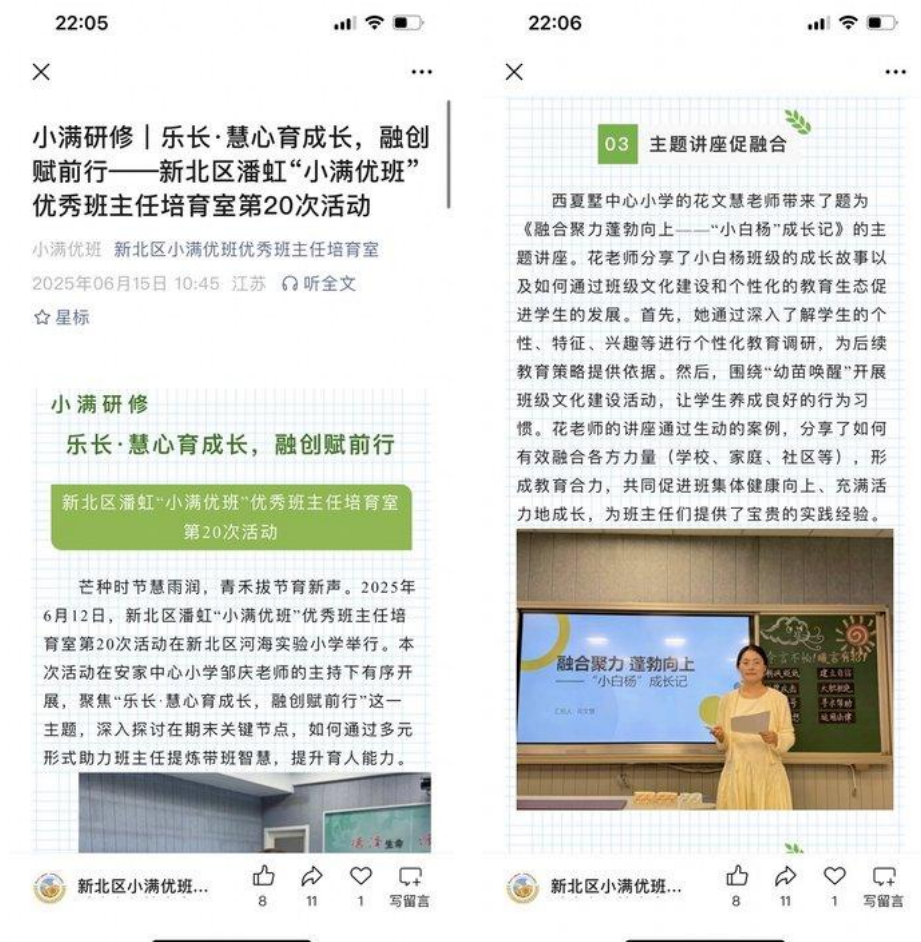 22:05
小满研修｜乐长·慧心育成长，融创
赋前行——新北区潘虹“小满优班”
优秀班主任培育室第20次活动
小满优班 新北区小满优班优秀班主任培育室
2025年06月15日 10:45 江苏 听全文
星标
小满研修
乐长·慧心育成长，融创赋前行
新北区潘虹“小满优班”优秀班主任培育室
第20次活动
芒种时节慧雨润，青禾拔节育新声。2025年
6月12日，新北区潘虹“小满优班”优秀班主任培
育室第20次活动在新北区河海实验小学举行。本
次活动在安家中心小学邹庆老师的主持下有序开
展，聚焦“乐长·慧心育成长，融创赋前行”这一
主题，深入探讨在期末关键节点，如何通过多元
形式助力班主任提炼带班智慧，提升育人能力。
生命
新北区小满优班...
8 11 1 写留言
22:06
03 主题讲座促融合
西夏墅中心小学的花文慧老师带来了题为
《融合聚力蓬勃向上——“小白杨”成长记》的主
题讲座。花老师分享了小白杨班级的成长故事以
及如何通过班级文化建设和个性化的教育生态促
进学生的发展。首先，她通过深入了解学生的个
性、特征、兴趣等进行个性化教育调研，为后续
教育策略提供依据。然后，围绕“幼苗唤醒”开展
班级文化建设活动，让学生养成良好的行为习
惯。花老师的讲座通过生动的案例，分享了如何
有效融合各方力量（学校、家庭、社区等），形
成教育合力，共同促进班集体健康向上、充满活
力地成长，为班主任们提供了宝贵的实践经验。
融合聚力 蓬勃向上
——“小白杨”成长记
汇报人：花文慧
建立自信
大胆拒绝
寻求帮助
运用法律
新北区小满优班...
8 11 1 写留言